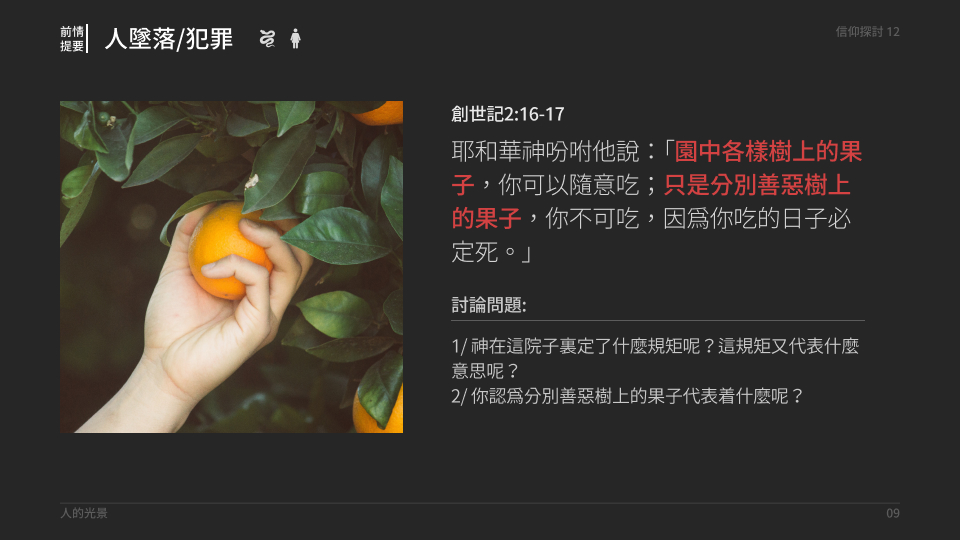 前情
提要
人墜落/犯罪
信仰探討 12
創世記2:16-17
耶和華神吩咐他說：「園中各樣樹上的果
子，你可以隨意吃；只是分別善惡樹上
的果子，你不可吃，因爲你吃的日子必
定死。」
討論問題:
1/ 神在這院子裏定了什麼規矩呢？這規矩又代表什麼
意思呢？
2/ 你認爲分別善惡樹上的果子代表着什麼呢？
人的光景
09